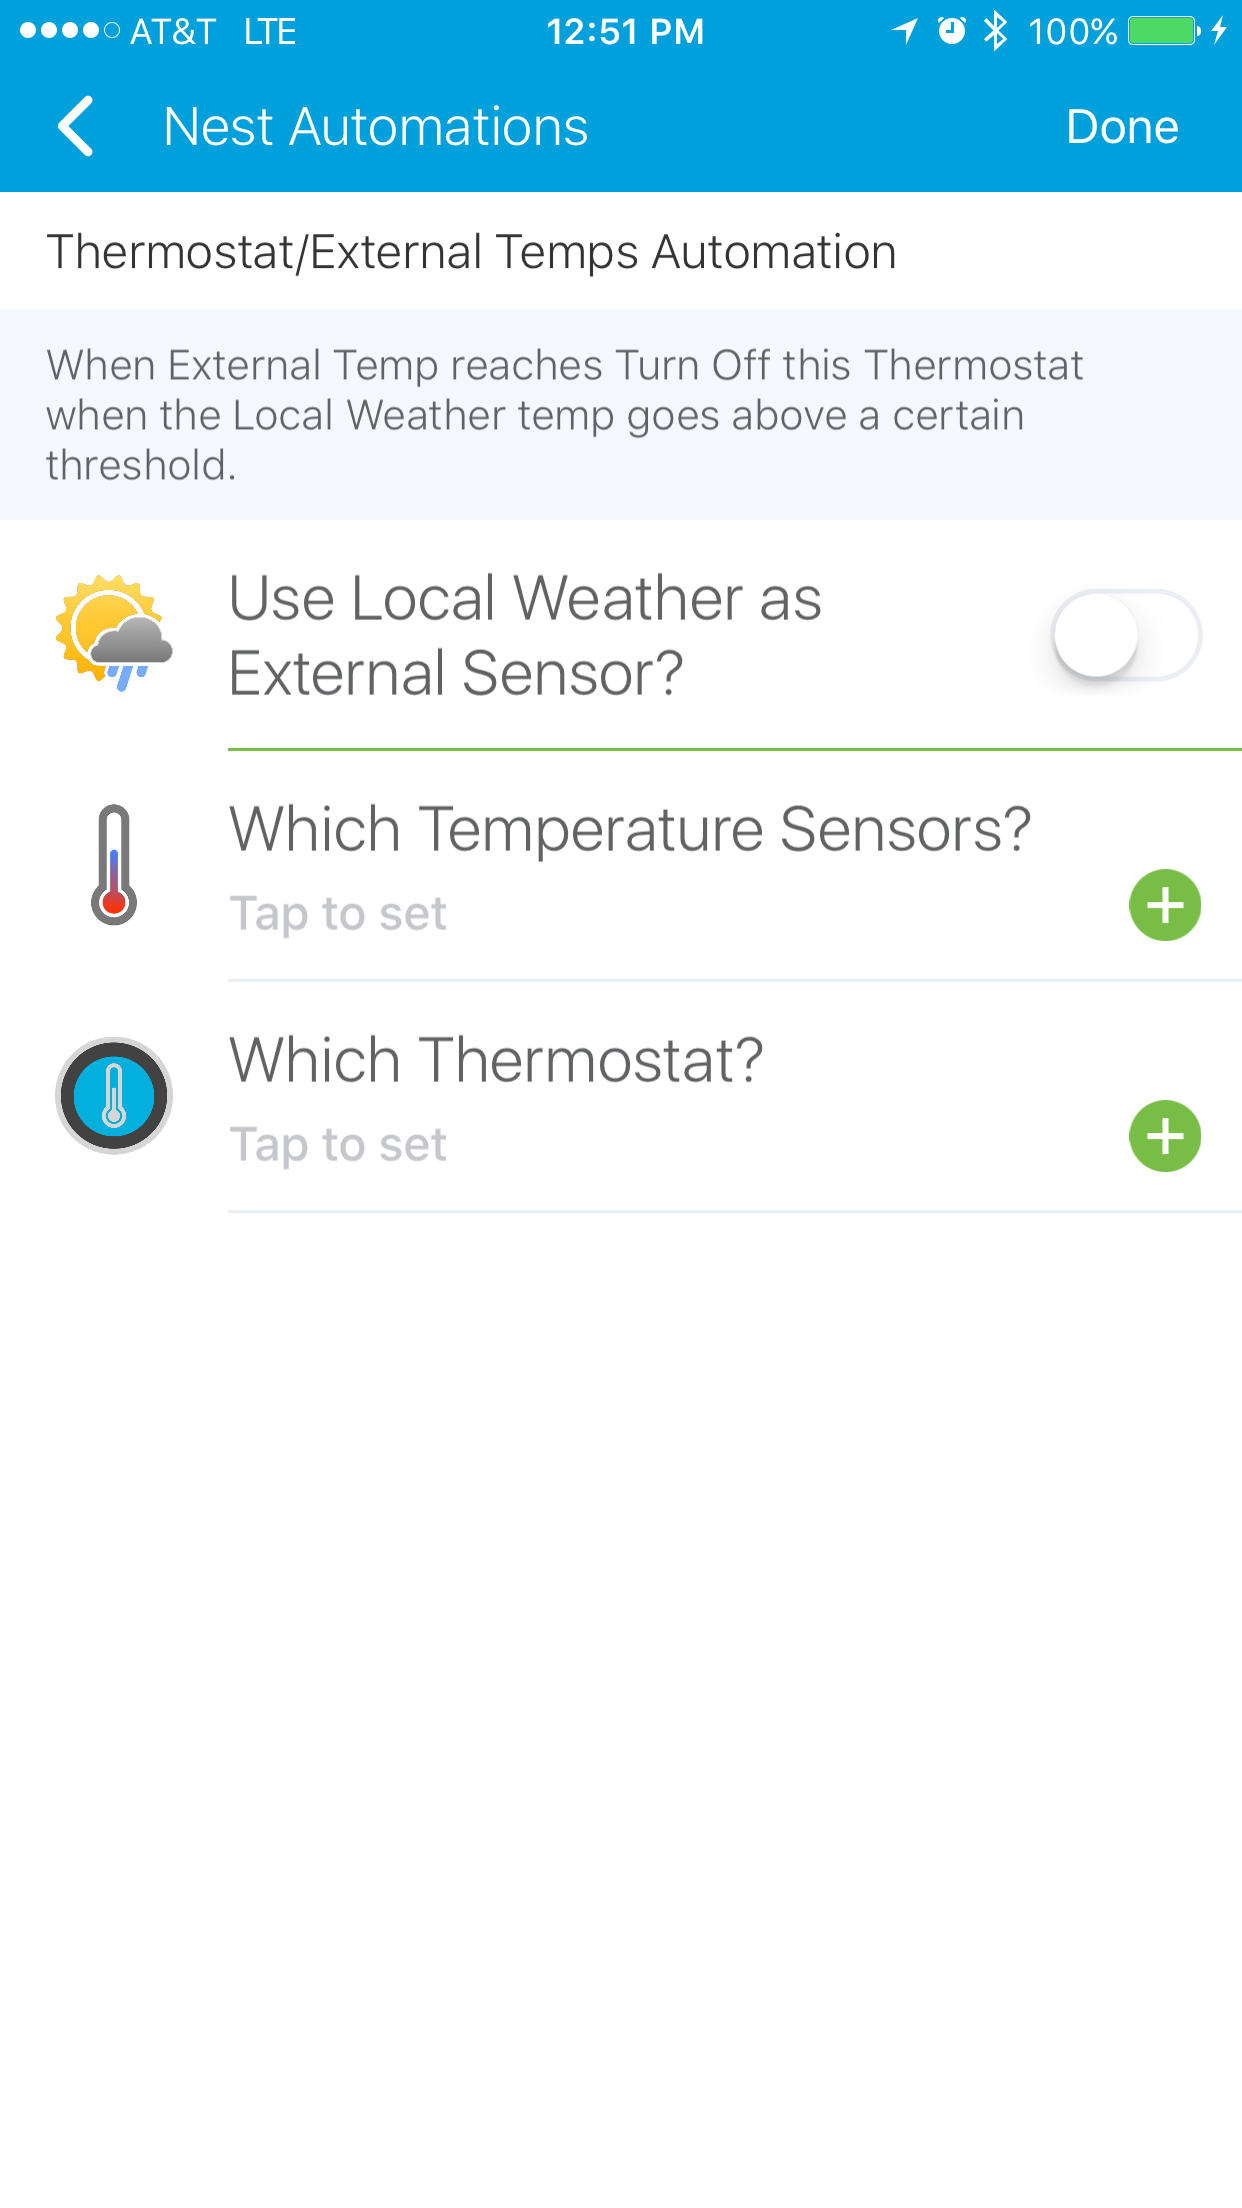 AT&T LTE 12:51 PM 100%
Nest Automations Done
Thermostat/External Temps Automation
When External Temp reaches Turn Off this Thermostat
when the Local Weather temp goes above a certain
threshold.
Use Local Weather as
External Sensor?
Which Temperature Sensors?
Tap to set
Which Thermostat?
Tap to set